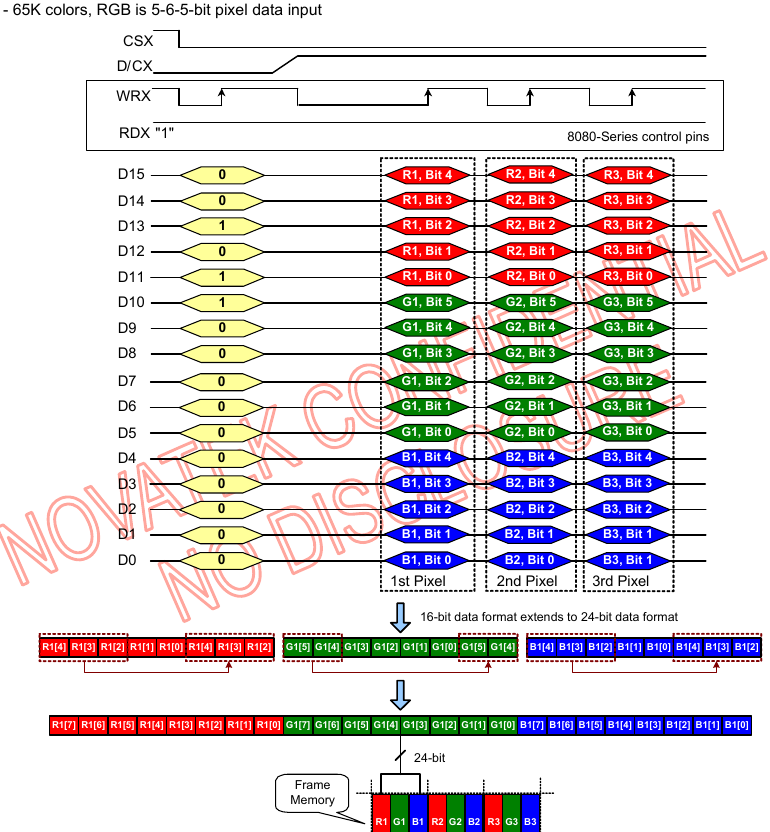 - 65K colors, RGB is 5-6-5-bit pixel data input
CSX
D/CX
WRX
RDX "1"
8080-Series control pins
D15 0 R1, Bit 4 R2, Bit 4 R3, Bit 4
D14 0 R1, Bit 3 R2, Bit 3 R3, Bit 3
D13 1 R1, Bit 2 R2, Bit 2 R3, Bit 2
D12 0 R1, Bit 1 R2, Bit 1 R3, Bit 1
D11 1 R1, Bit 0 R2, Bit 0 R3, Bit 0
D10 1 G1, Bit 5 G2, Bit 5 G3, Bit 5
D9 0 G1, Bit 4 G2, Bit 4 G3, Bit 4
D8 0 G1, Bit 3 G2, Bit 3 G3, Bit 3
D7 0 G1, Bit 2 G2, Bit 2 G3, Bit 2
D6 0 G1, Bit 1 G2, Bit 1 G3, Bit 1
D5 0 G1, Bit 0 G2, Bit 0 G3, Bit 0
D4 0 B1, Bit 4 B2, Bit 4 B3, Bit 4
D3 0 B1, Bit 3 B2, Bit 3 B3, Bit 3
D2 0 B1, Bit 2 B2, Bit 2 B3, Bit 2
D1 0 B1, Bit 1 B2, Bit 1 B3, Bit 1
D0 0 B1, Bit 0 B2, Bit 0 B3, Bit 1
1st Pixel 2nd Pixel 3rd Pixel
NOVATEK CONFIDENTIAL
NO DISCLOSURE
16-bit data format extends to 24-bit data format
R1[4] R1[3] R1[2] R1[1] R1[0] R1[4] R1[3] R1[2] G1[5] G1[4] G1[3] G1[2] G1[1] G1[0] G1[5] G1[4] B1[4] B1[3] B1[2] B1[1] B1[0] B1[4] B1[3] B1[2]
R1[7] R1[6] R1[5] R1[4] R1[3] R1[2] R1[1] R1[0] G1[7] G1[6] G1[5] G1[4] G1[3] G1[2] G1[1] G1[0] B1[7] B1[6] B1[5] B1[4] B1[3] B1[2] B1[1] B1[0]
24-bit
Frame
Memory
R1 G1 B1 R2 G2 B2 R3 G3 B3